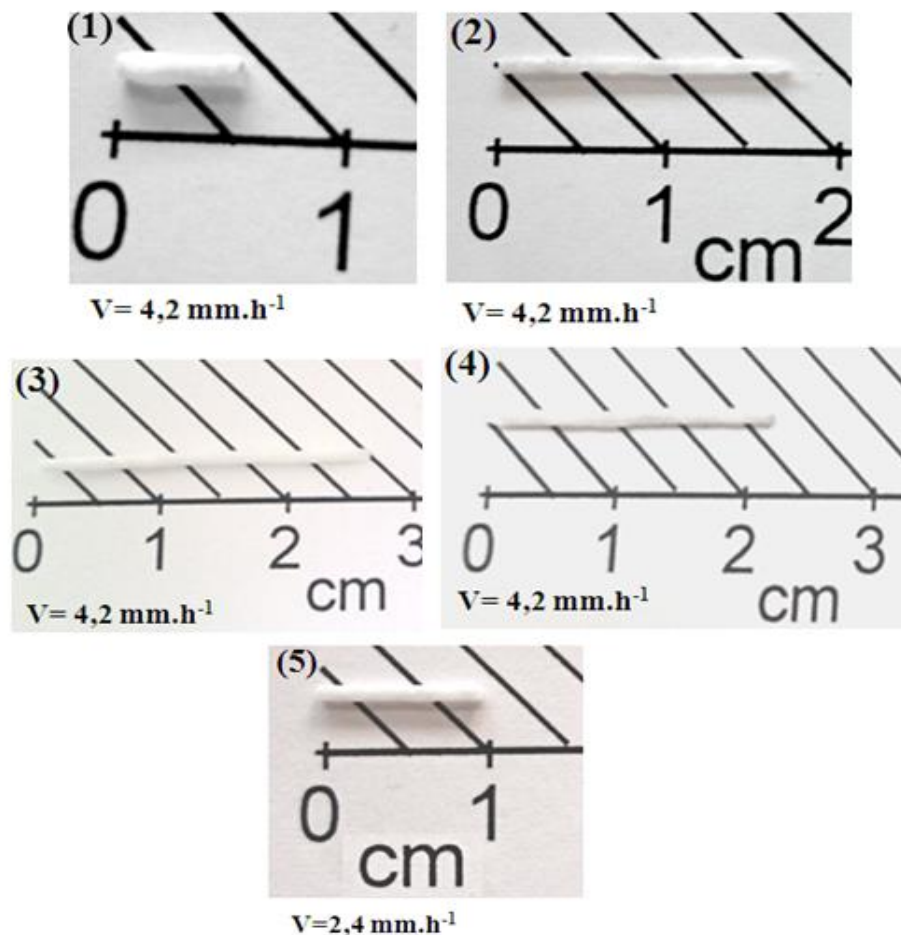 (1)
0 1
V= 4,2 mm.h⁻¹
(2)
0 1 2
cm
V= 4,2 mm.h⁻¹
(3)
0 1 2 3
cm
V= 4,2 mm.h⁻¹
(4)
0 1 2 3
cm
V= 4,2 mm.h⁻¹
(5)
0 1
cm
V=2,4 mm.h⁻¹